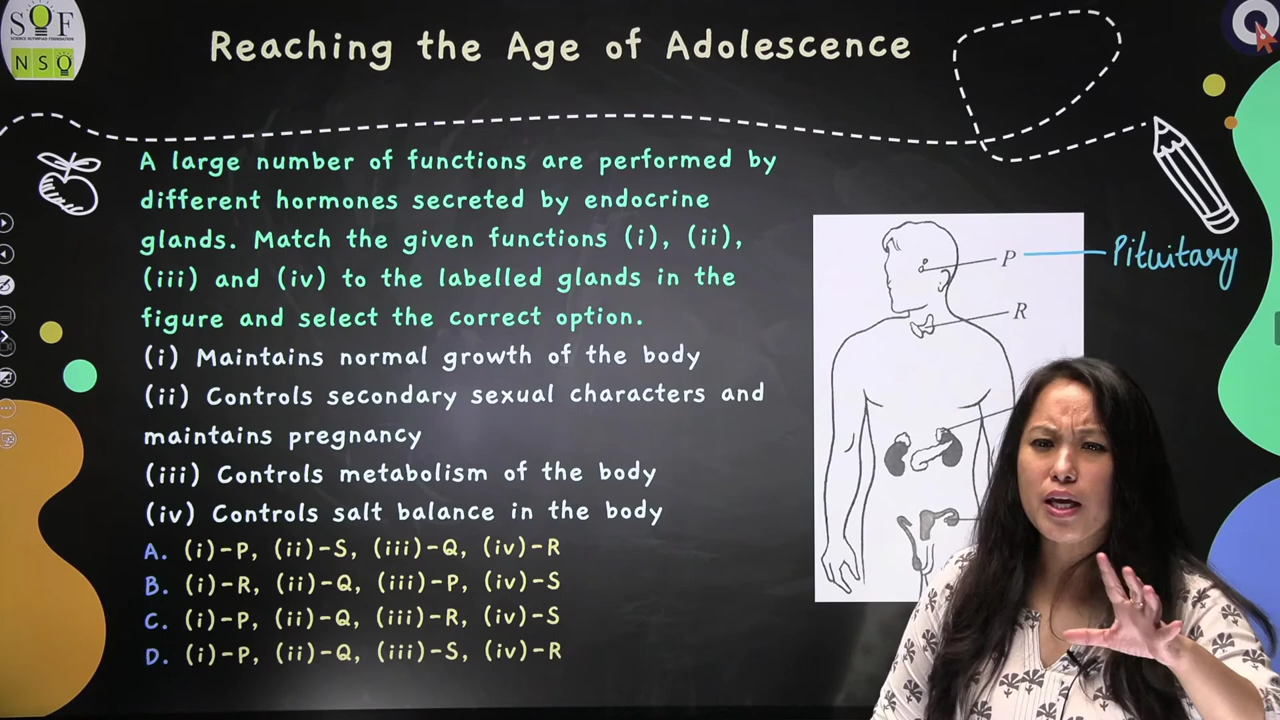 SOF
SCIENCE OLYMPIAD FOUNDATION
NSO
Reaching the Age of Adolescence
A large number of functions are performed by
different hormones secreted by endocrine
glands. Match the given functions (i), (ii),
(iii) and (iv) to the labelled glands in the
figure and select the correct option.
(i) Maintains normal growth of the body
(ii) Controls secondary sexual characters and
maintains pregnancy
(iii) Controls metabolism of the body
(iv) Controls salt balance in the body
A. (i)-P, (ii)-S, (iii)-Q, (iv)-R
B. (i)-R, (ii)-Q, (iii)-P, (iv)-S
C. (i)-P, (ii)-Q, (iii)-R, (iv)-S
D. (i)-P, (ii)-Q, (iii)-S, (iv)-R
P Pituitary
R